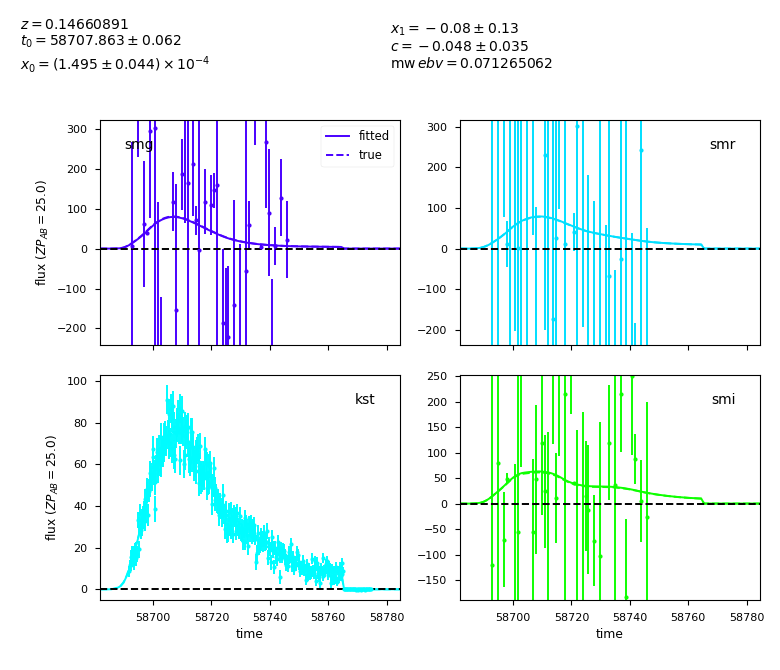 z = 0.14660891
t₀ = 58707.863 ± 0.062
x₀ = (1.495 ± 0.044) × 10⁻⁴
x₁ = −0.08 ± 0.13
c = −0.048 ± 0.035
mw ebv = 0.071265062
smg
fitted
true
300
200
100
0
−100
−200
flux (ZP_AB = 25.0)
smr
300
200
100
0
−100
−200
kst
100
80
60
40
20
0
flux (ZP_AB = 25.0)
58700 58720 58740 58760 58780
time
smi
250
200
150
100
50
0
−50
−100
−150
58700 58720 58740 58760 58780
time